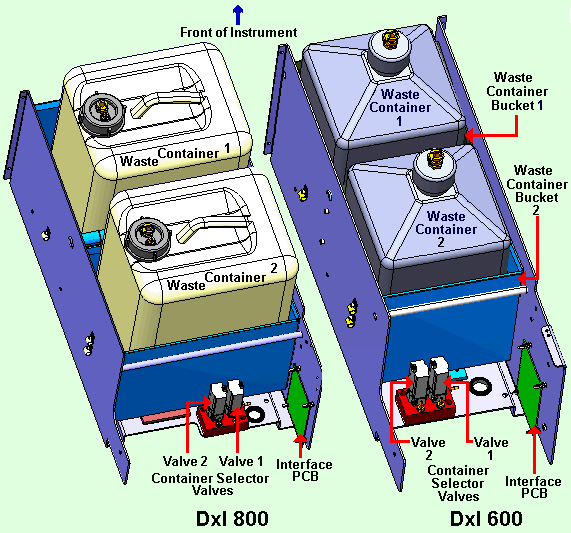 Front of Instrument
Waste Container 1
Waste Container 2
Valve 2
Valve 1
Container Selector
Valves
Interface
PCB
DxI 800
Waste
Container
1
Waste
Container
2
Waste
Container
Bucket 1
Waste
Container
Bucket
2
Valve
2
Valve
1
Container
Selector
Valves
Interface
PCB
DxI 600